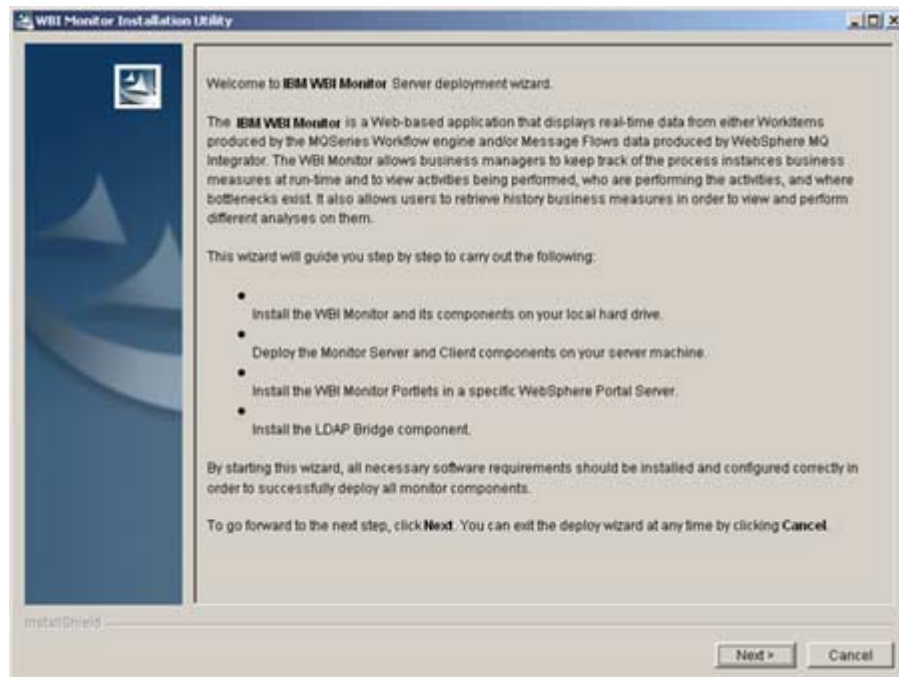 WBI Monitor Installation Utility
Welcome to IBM WBI Monitor Server deployment wizard.
The IBM WBI Monitor is a Web-based application that displays real-time data from either Workitems
produced by the MQSeries Workflow engine and/or Message Flows data produced by WebSphere MQ
Integrator. The WBI Monitor allows business managers to keep track of the process instances business
measures at run-time and to view activities being performed, who are performing the activities, and where
bottlenecks exist. It also allows users to retrieve history business measures in order to view and perform
different analyses on them.
This wizard will guide you step by step to carry out the following:
Install the WBI Monitor and its components on your local hard drive.
Deploy the Monitor Server and Client components on your server machine.
Install the WBI Monitor Portlets in a specific WebSphere Portal Server.
Install the LDAP Bridge component.
By starting this wizard, all necessary software requirements should be installed and configured correctly in
order to successfully deploy all monitor components.
To go forward to the next step, click Next. You can exit the deploy wizard at any time by clicking Cancel.
InstallShield
Next >
Cancel